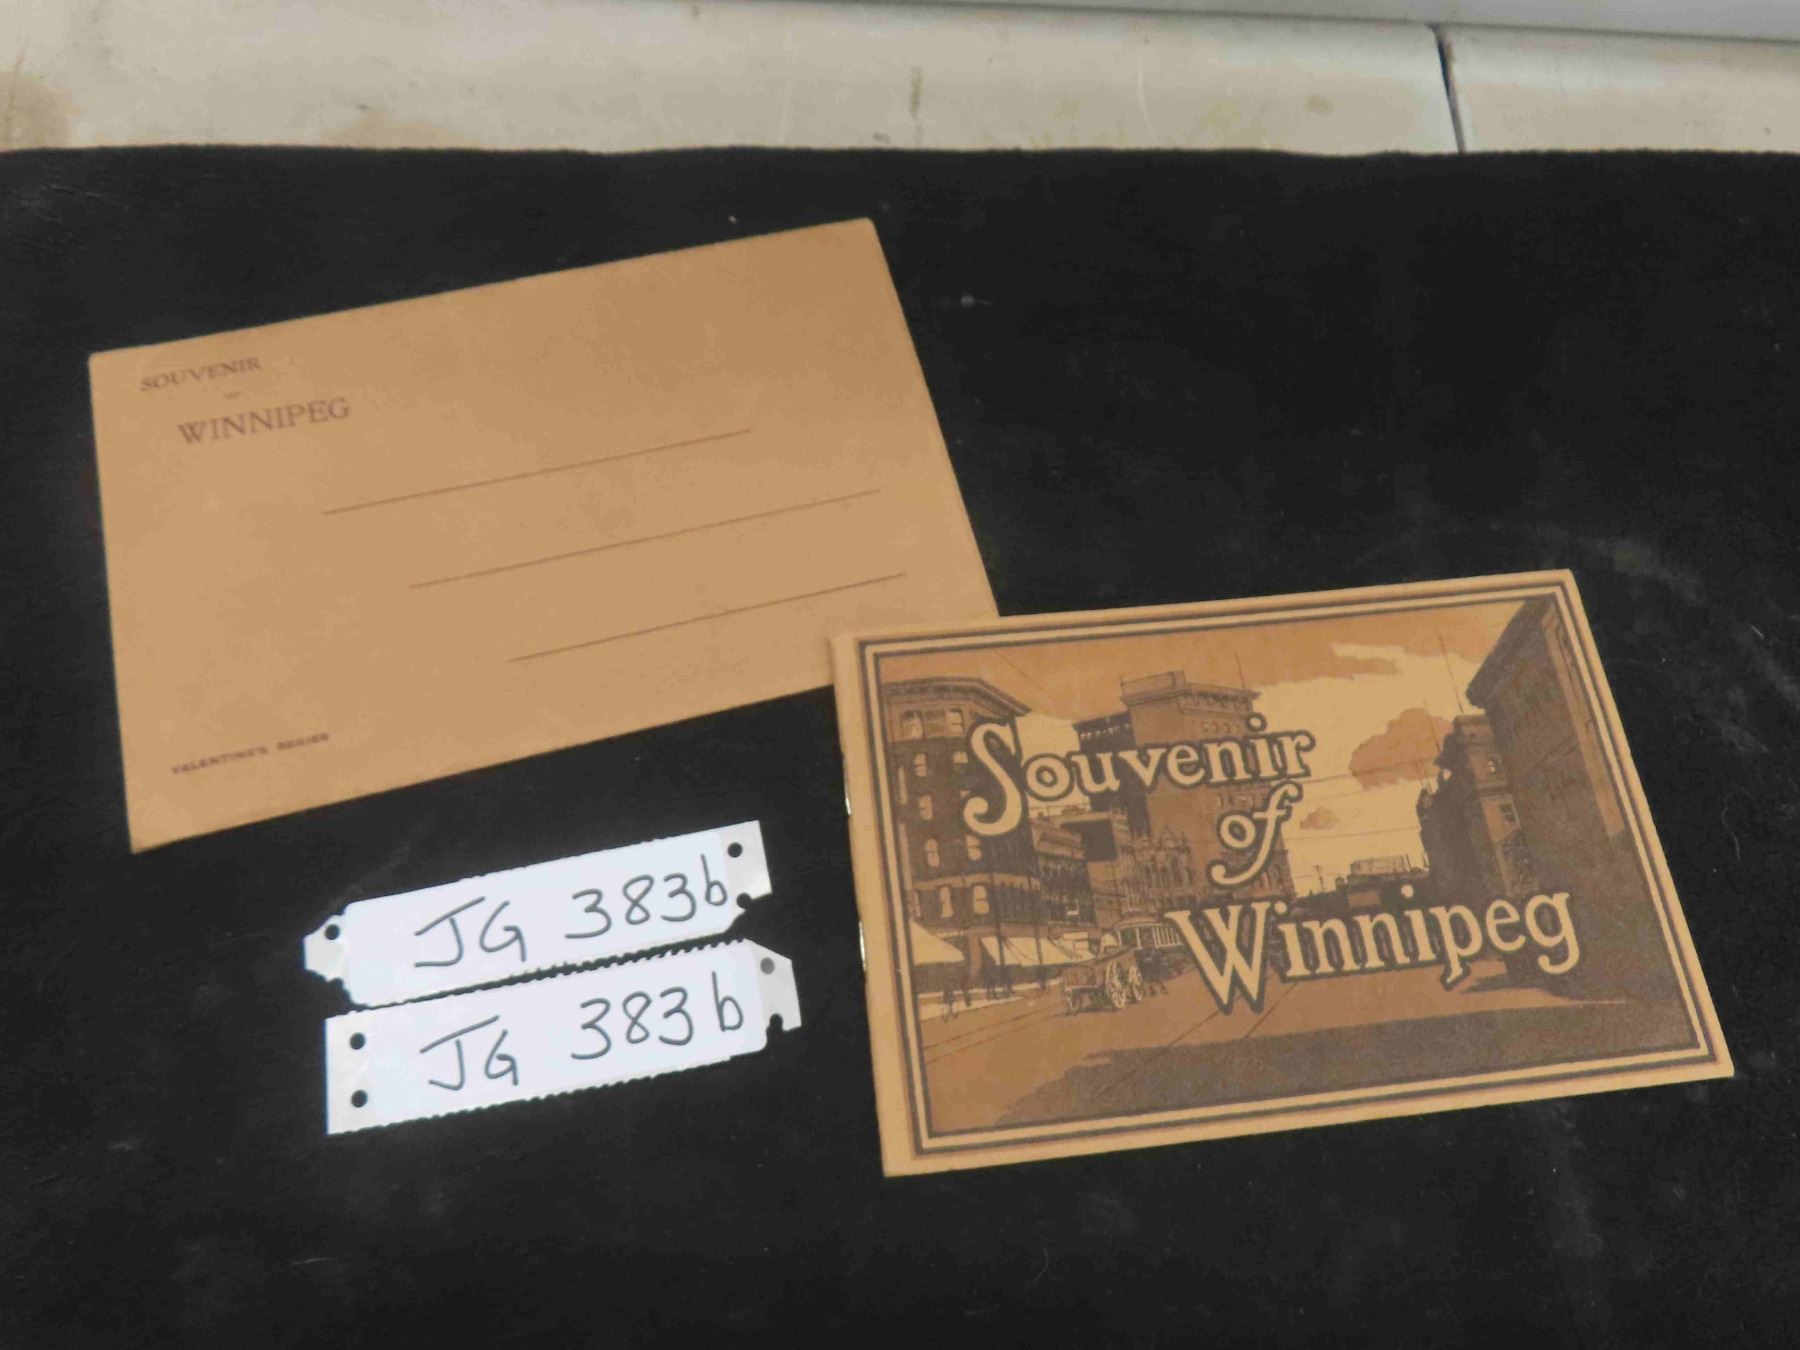 SOUVENIR
OF
WINNIPEG
VALENTINE'S SERIES
Souvenir
of
Winnipeg
JG 383b
JG 383b